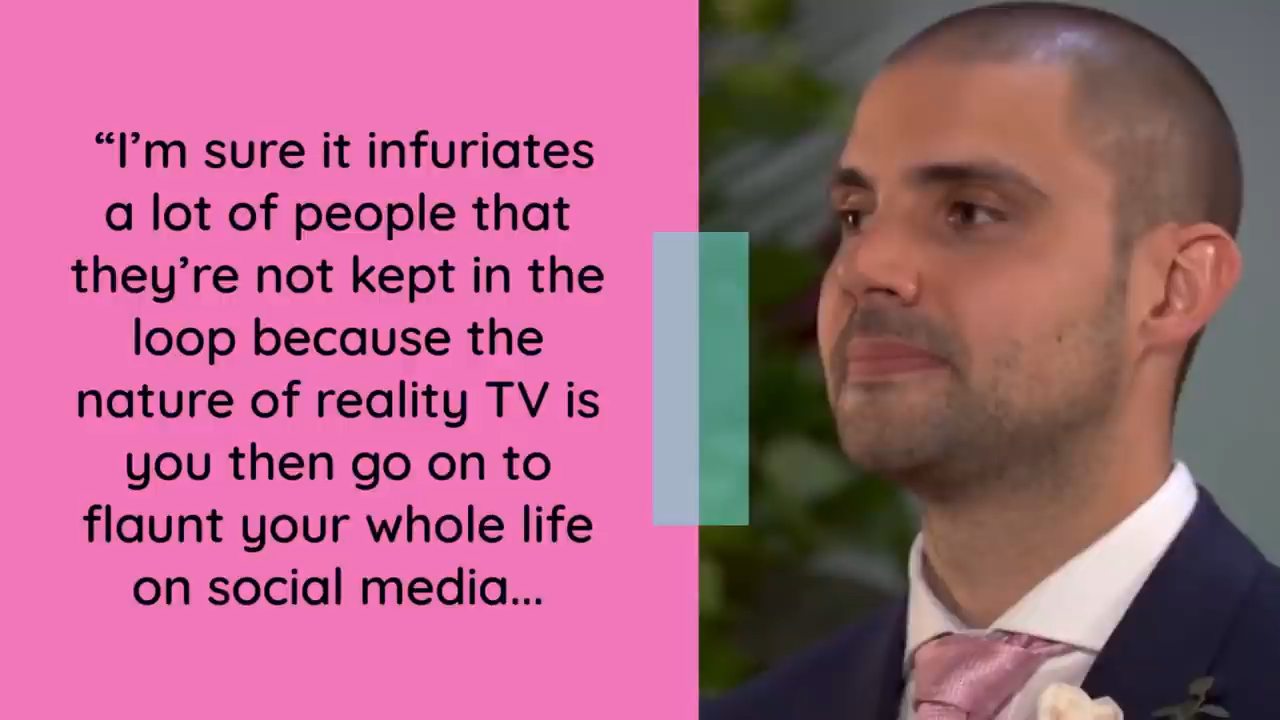 “I’m sure it infuriates
a lot of people that
they’re not kept in the
loop because the
nature of reality TV is
you then go on to
flaunt your whole life
on social media...